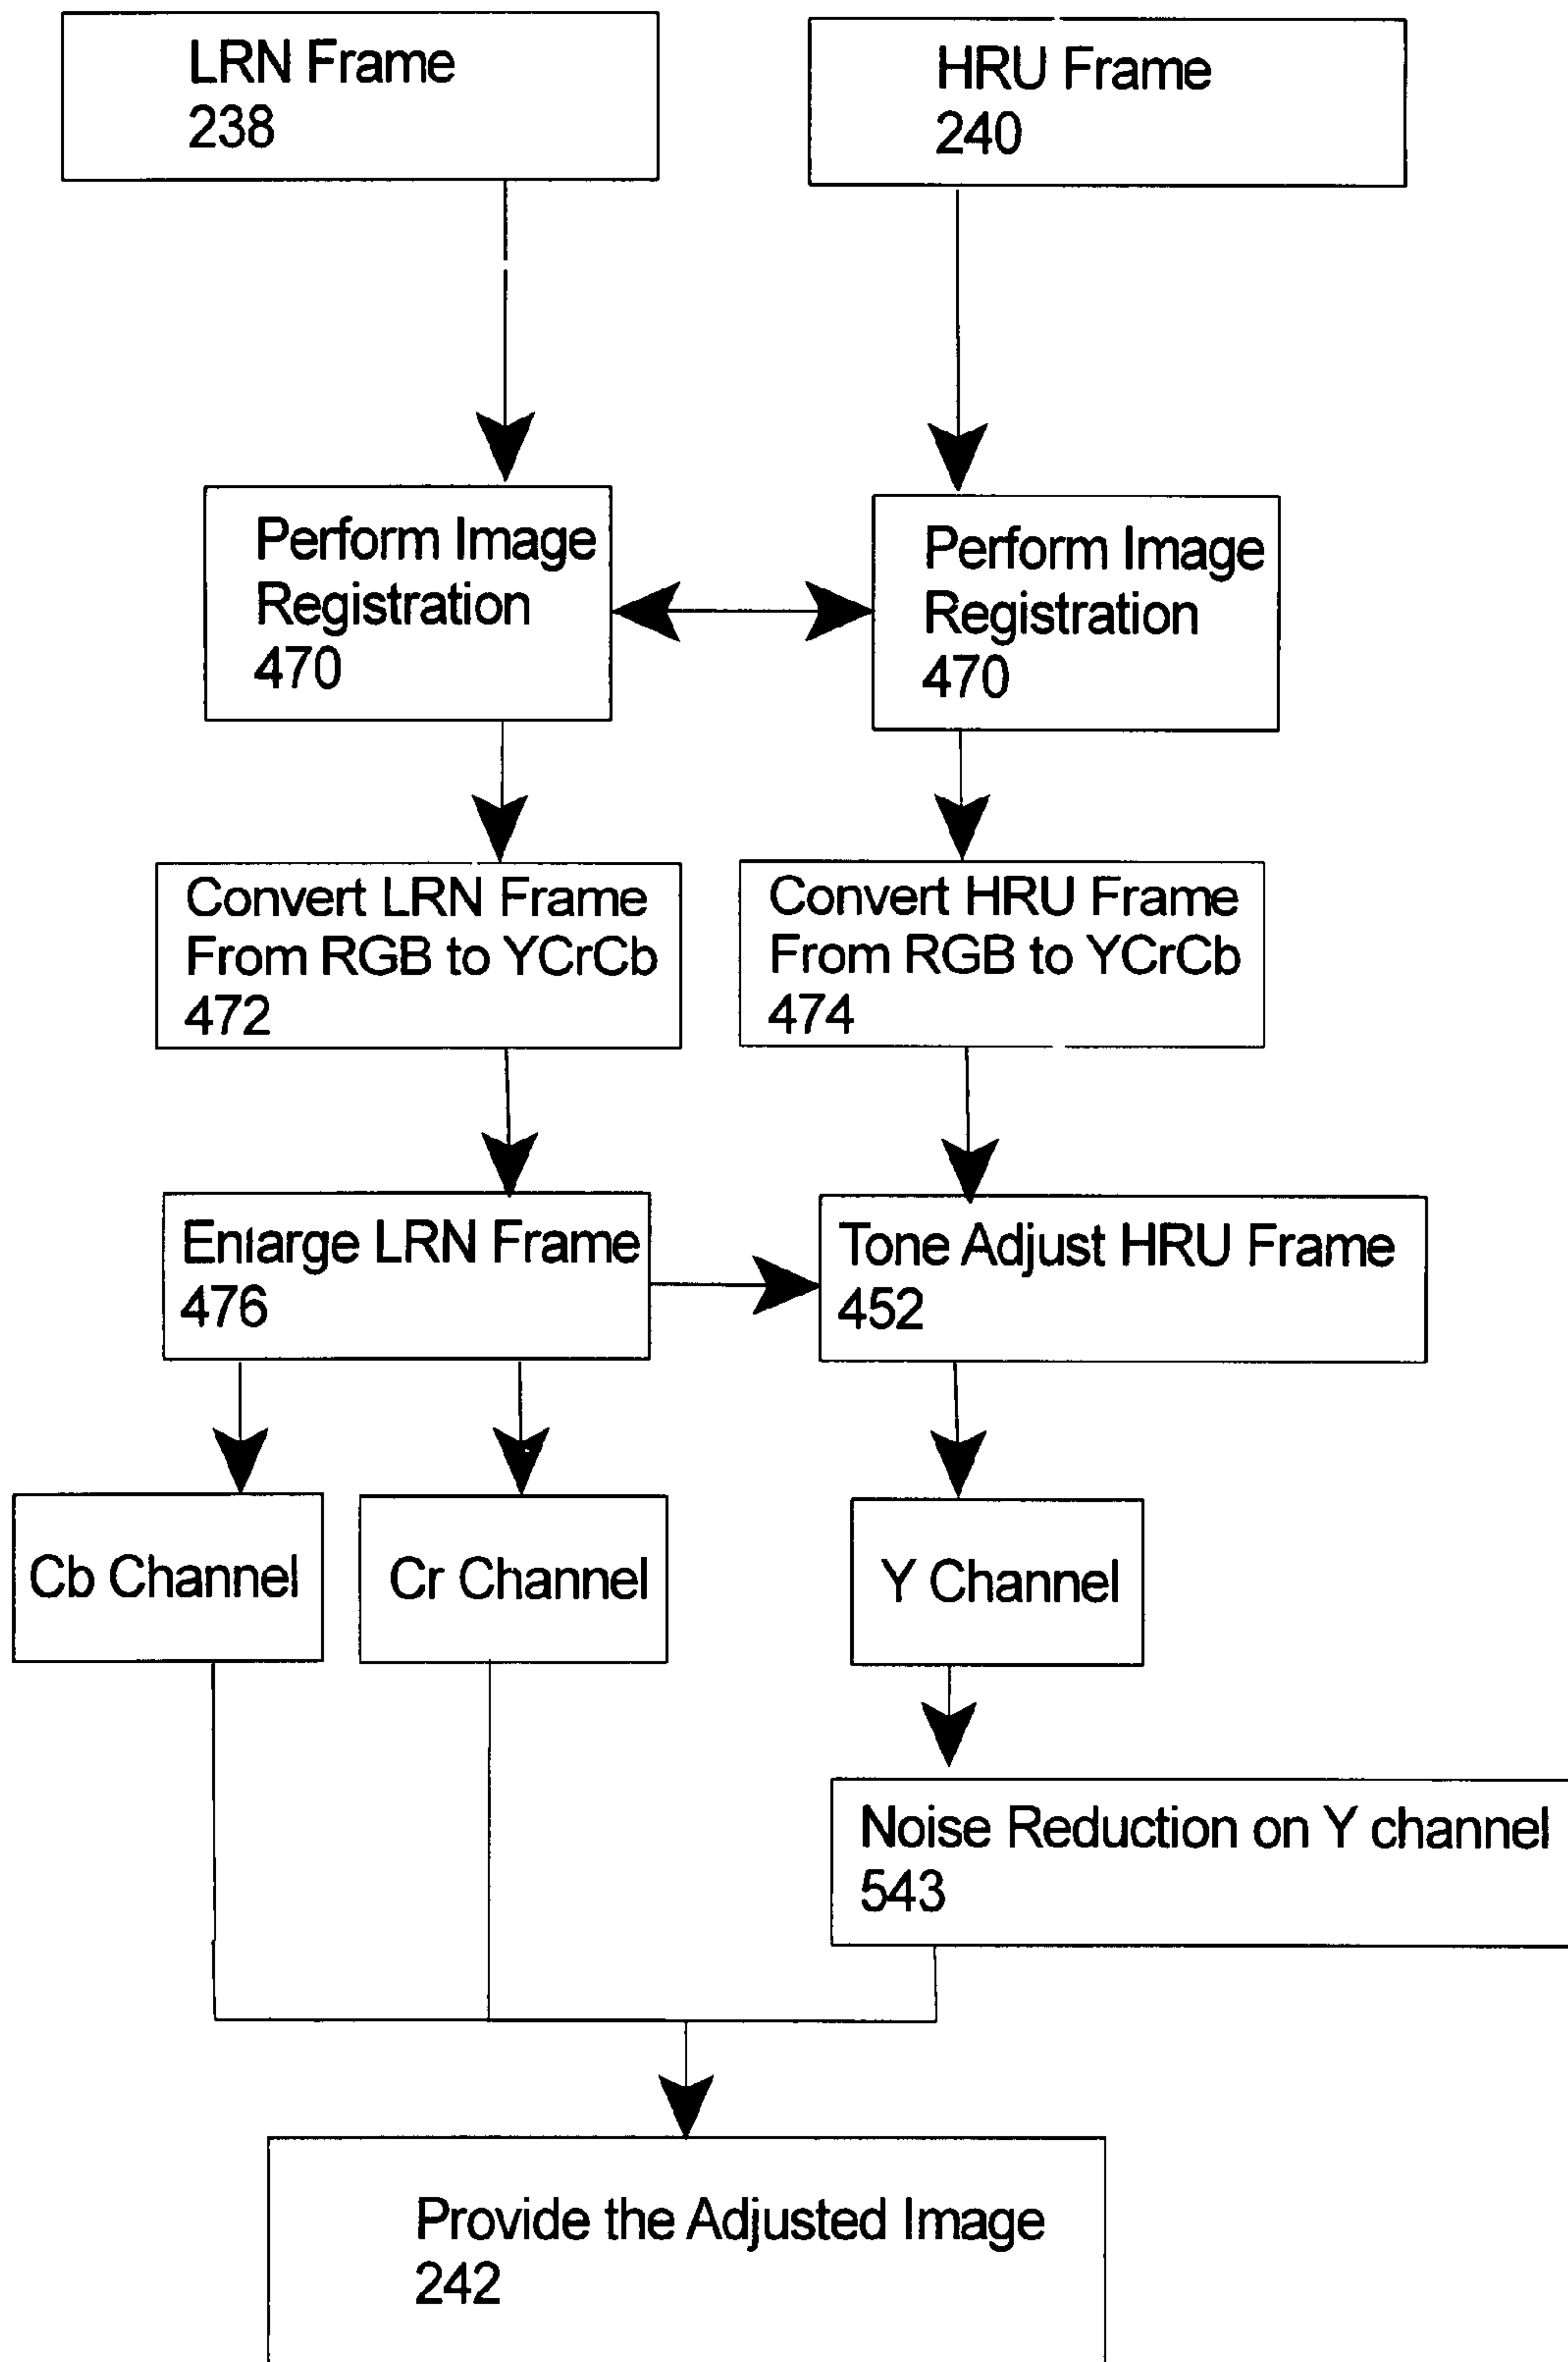 LRN Frame
238
HRU Frame
240
Perform Image
Registration
470
Perform Image
Registration
470
Convert LRN Frame
From RGB to YCrCb
472
Convert HRU Frame
From RGB to YCrCb
474
Enlarge LRN Frame
476
Tone Adjust HRU Frame
452
Cb Channel
Cr Channel
Y Channel
Noise Reduction on Y channel
543
Provide the Adjusted Image
242